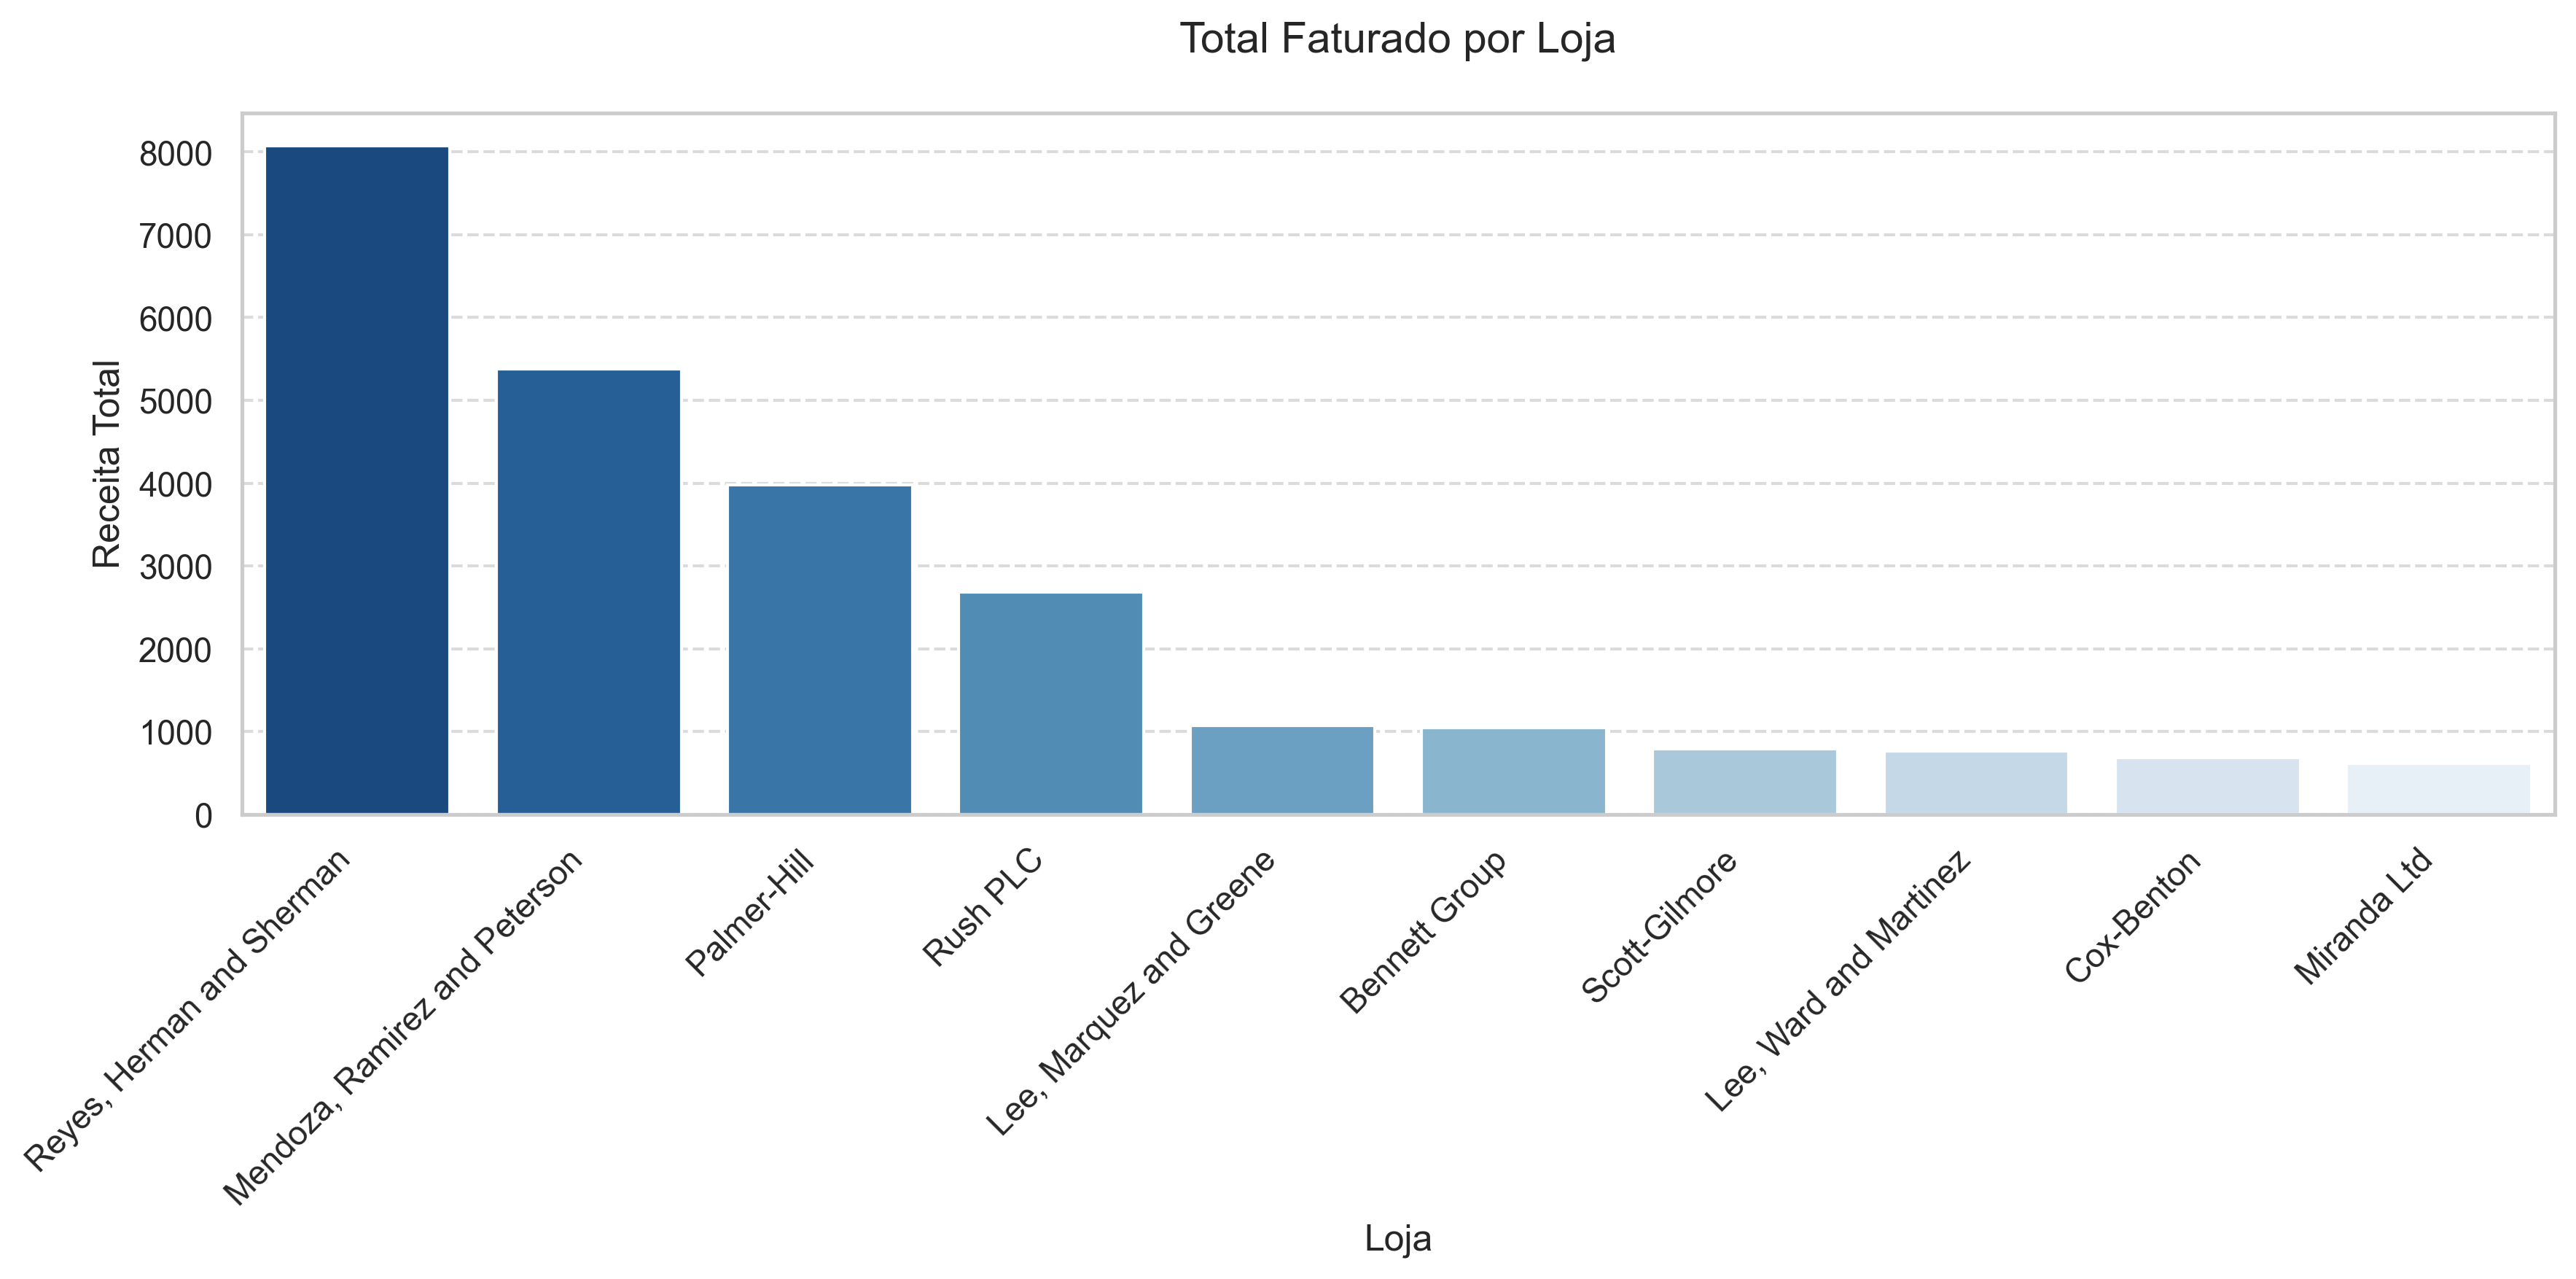 Total Faturado por Loja
Receita Total
8000
7000
6000
5000
4000
3000
2000
1000
0
Reyes, Herman and Sherman
Mendoza, Ramirez and Peterson
Palmer-Hill
Rush PLC
Lee, Marquez and Greene
Bennett Group
Scott-Gilmore
Lee, Ward and Martinez
Cox-Benton
Miranda Ltd
Loja